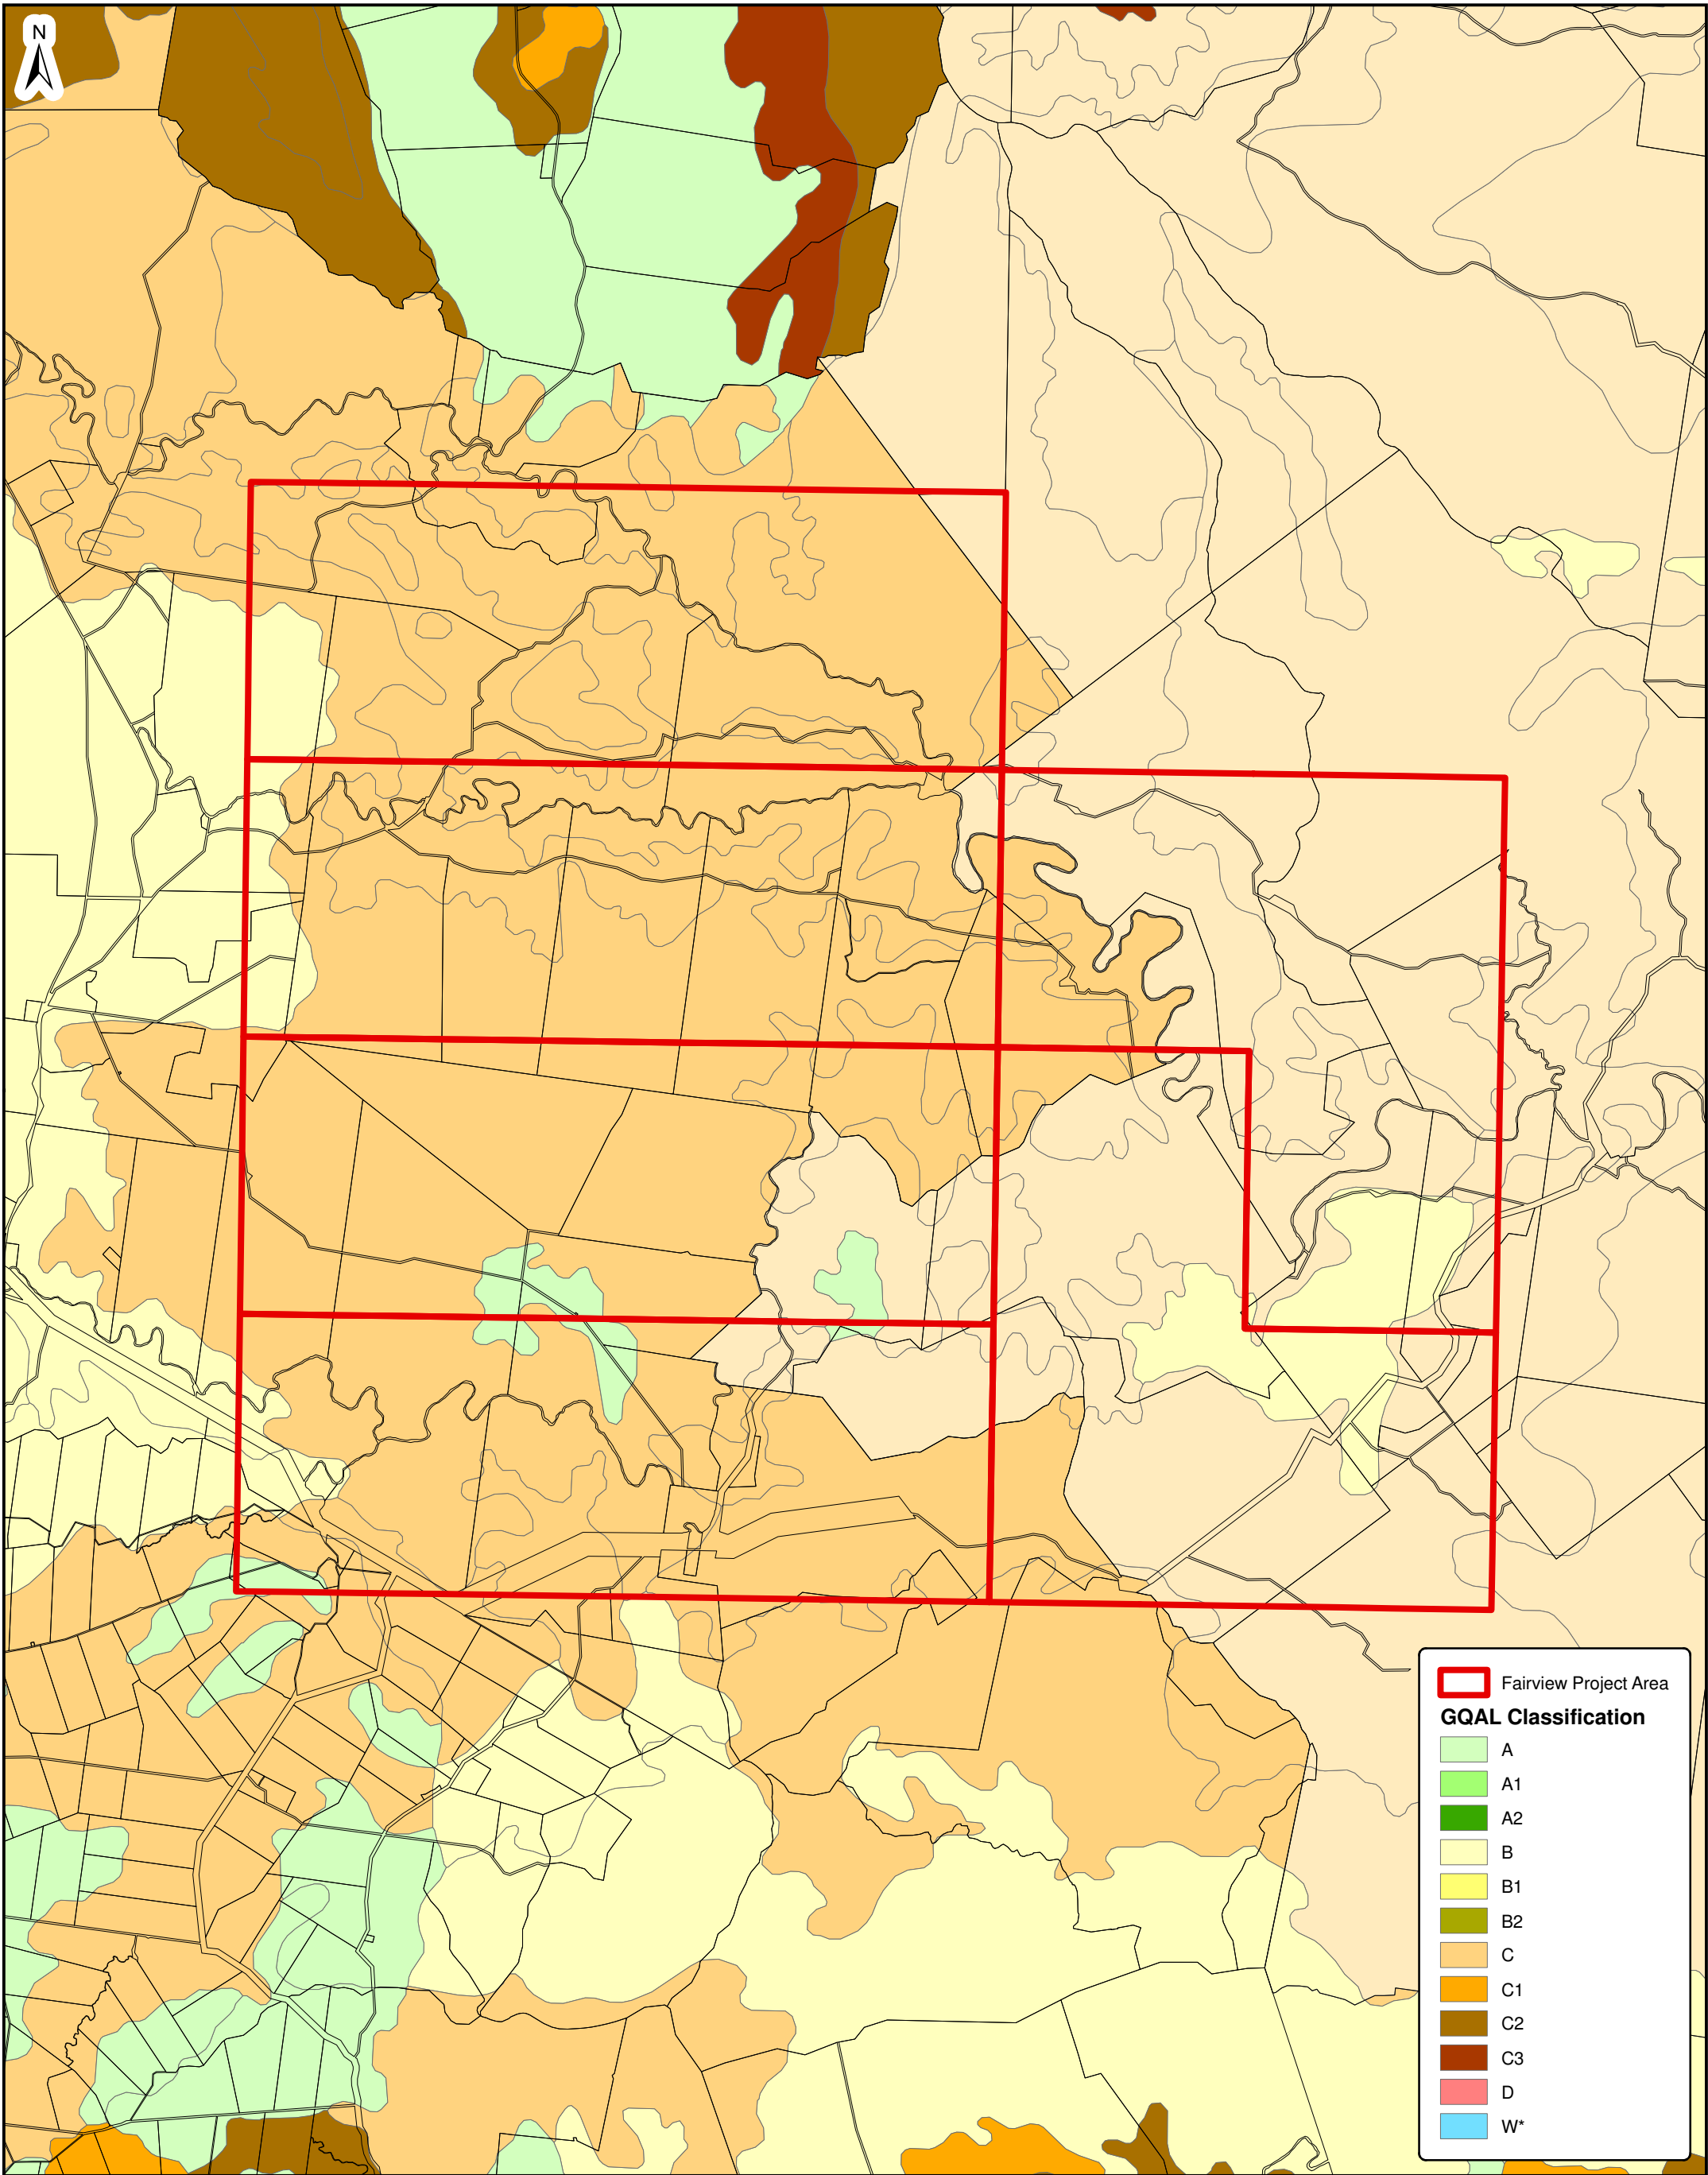 N
Fairview Project Area
GQAL Classification
A
A1
A2
B
B1
B2
C
C1
C2
C3
D
W*